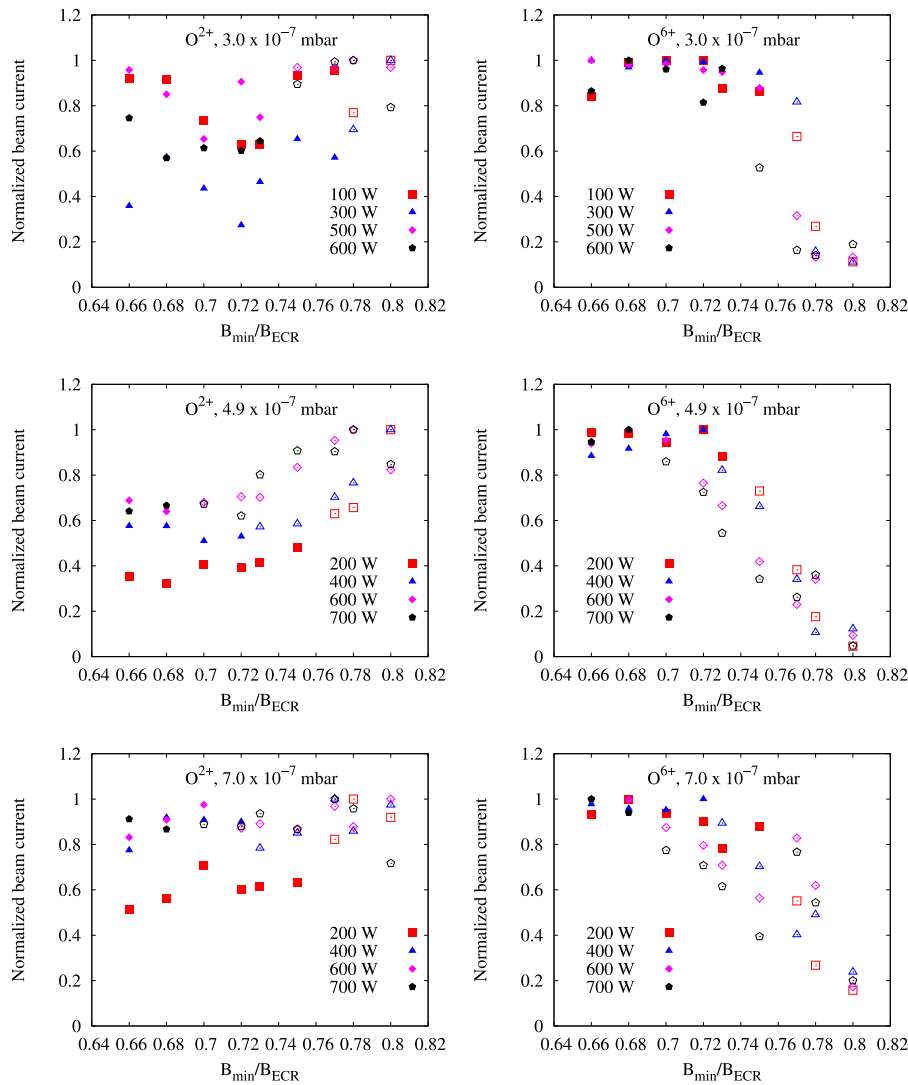 O2+, 3.0 x 10-7 mbar
Normalized beam current
1.2
1
0.8
0.6
0.4
0.2
0
100 W
300 W
500 W
600 W
0.64 0.66 0.68 0.7 0.72 0.74 0.76 0.78 0.8 0.82
Bmin/BECR
O6+, 3.0 x 10-7 mbar
Normalized beam current
1.2
1
0.8
0.6
0.4
0.2
0
100 W
300 W
500 W
600 W
0.64 0.66 0.68 0.7 0.72 0.74 0.76 0.78 0.8 0.82
Bmin/BECR
O2+, 4.9 x 10-7 mbar
Normalized beam current
1.2
1
0.8
0.6
0.4
0.2
0
200 W
400 W
600 W
700 W
0.64 0.66 0.68 0.7 0.72 0.74 0.76 0.78 0.8 0.82
Bmin/BECR
O6+, 4.9 x 10-7 mbar
Normalized beam current
1.2
1
0.8
0.6
0.4
0.2
0
200 W
400 W
600 W
700 W
0.64 0.66 0.68 0.7 0.72 0.74 0.76 0.78 0.8 0.82
Bmin/BECR
O2+, 7.0 x 10-7 mbar
Normalized beam current
1.2
1
0.8
0.6
0.4
0.2
0
200 W
400 W
600 W
700 W
0.64 0.66 0.68 0.7 0.72 0.74 0.76 0.78 0.8 0.82
Bmin/BECR
O6+, 7.0 x 10-7 mbar
Normalized beam current
1.2
1
0.8
0.6
0.4
0.2
0
200 W
400 W
600 W
700 W
0.64 0.66 0.68 0.7 0.72 0.74 0.76 0.78 0.8 0.82
Bmin/BECR